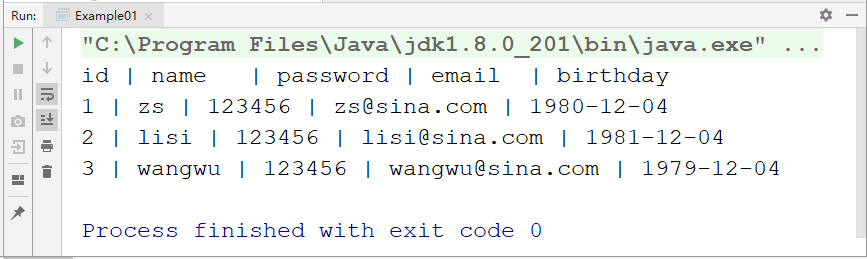 Run: Example01
"C:\Program Files\Java\jdk1.8.0_201\bin\java.exe" ...
id | name   | password | email  | birthday
1 | zs | 123456 | zs@sina.com | 1980-12-04
2 | lisi | 123456 | lisi@sina.com | 1981-12-04
3 | wangwu | 123456 | wangwu@sina.com | 1979-12-04
Process finished with exit code 0